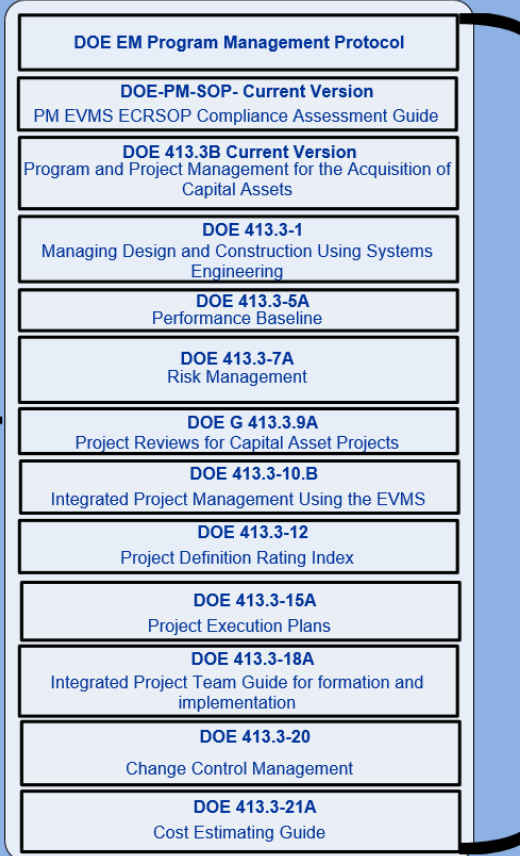 DOE EM Program Management Protocol
DOE-PM-SOP- Current Version
PM EVMS ECRSOP Compliance Assessment Guide
DOE 413.3B Current Version
Program and Project Management for the Acquisition of
Capital Assets
DOE 413.3-1
Managing Design and Construction Using Systems
Engineering
DOE 413.3-5A
Performance Baseline
DOE 413.3-7A
Risk Management
DOE G 413.3.9A
Project Reviews for Capital Asset Projects
DOE 413.3-10.B
Integrated Project Management Using the EVMS
DOE 413.3-12
Project Definition Rating Index
DOE 413.3-15A
Project Execution Plans
DOE 413.3-18A
Integrated Project Team Guide for formation and
implementation
DOE 413.3-20
Change Control Management
DOE 413.3-21A
Cost Estimating Guide